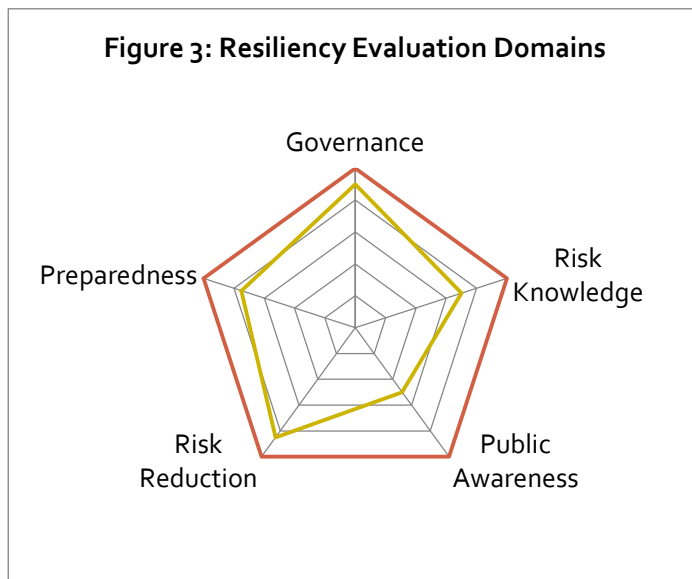 Figure 3: Resiliency Evaluation Domains
Governance
Preparedness
Risk
Knowledge
Risk
Reduction
Public
Awareness